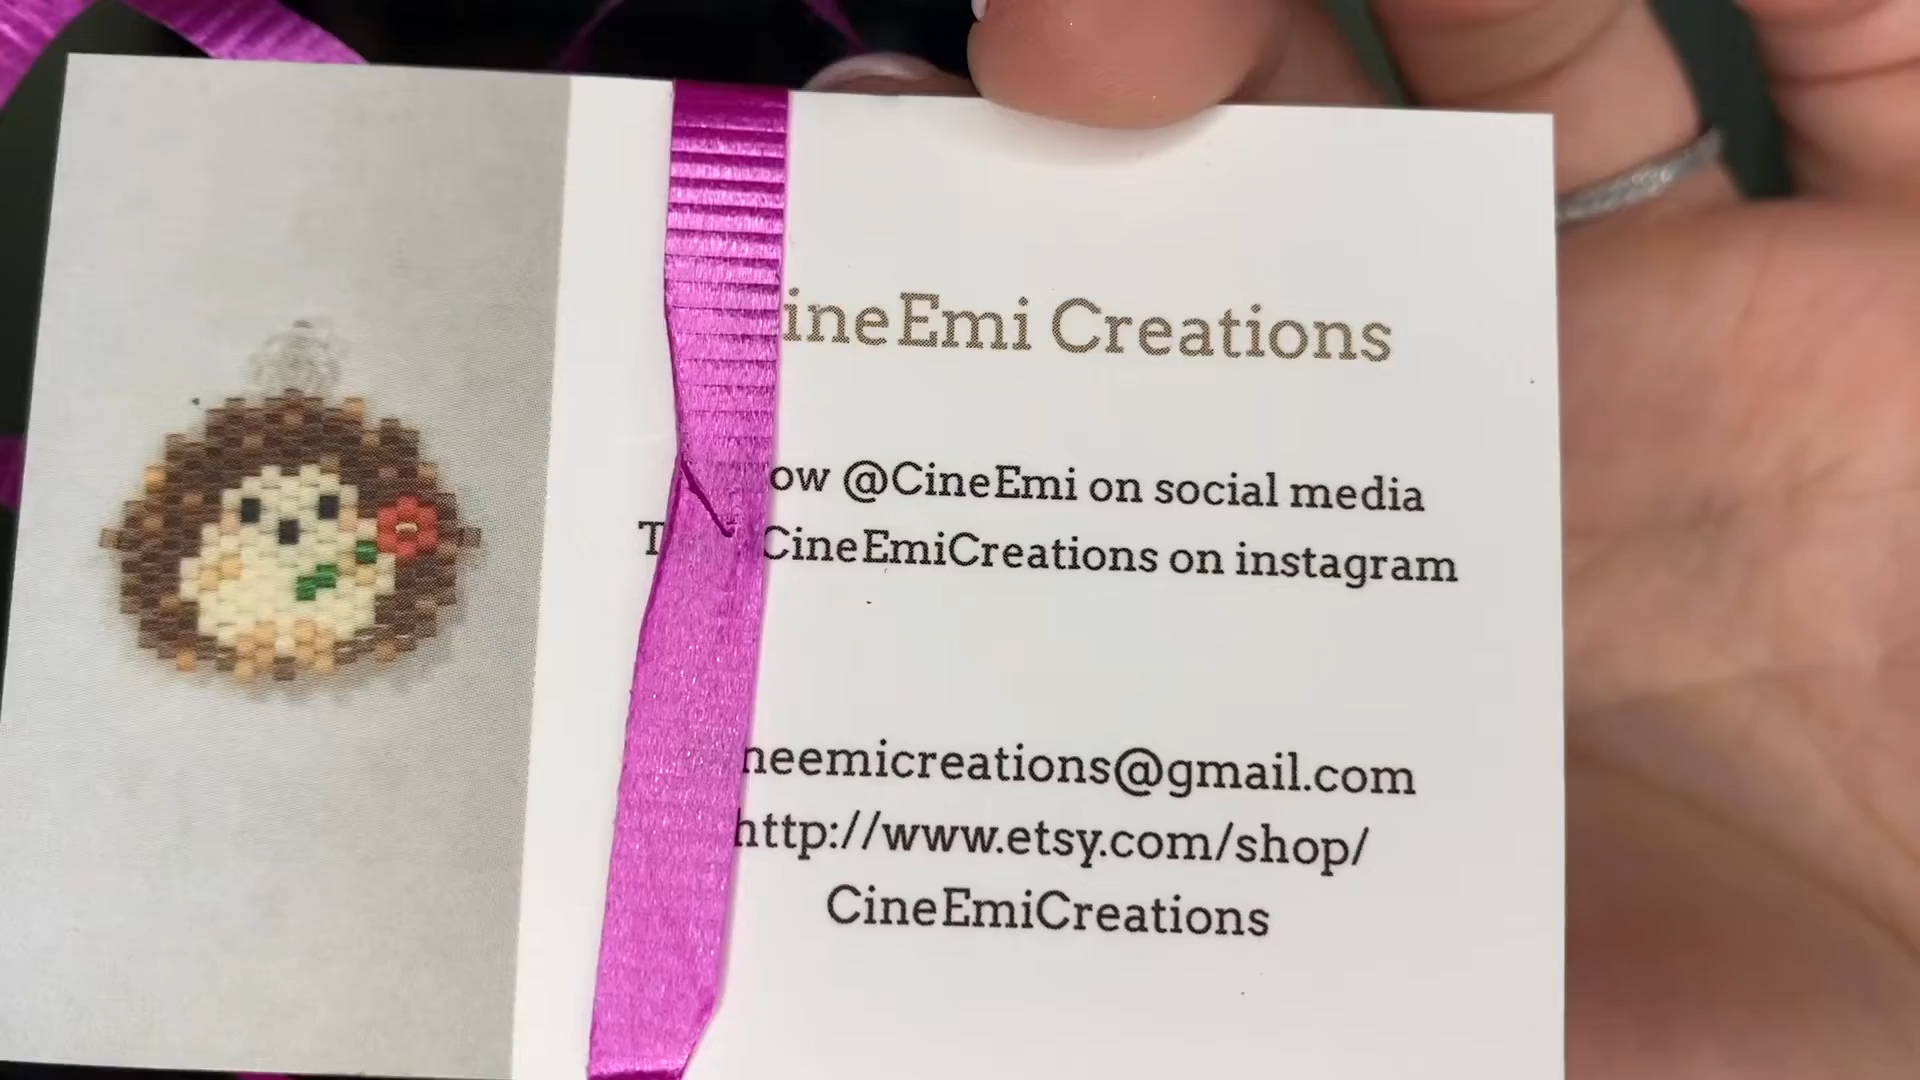 ineEmi Creations
ow @CineEmi on social media
T CineEmiCreations on instagram
neemicreations@gmail.com
http://www.etsy.com/shop/
CineEmiCreations